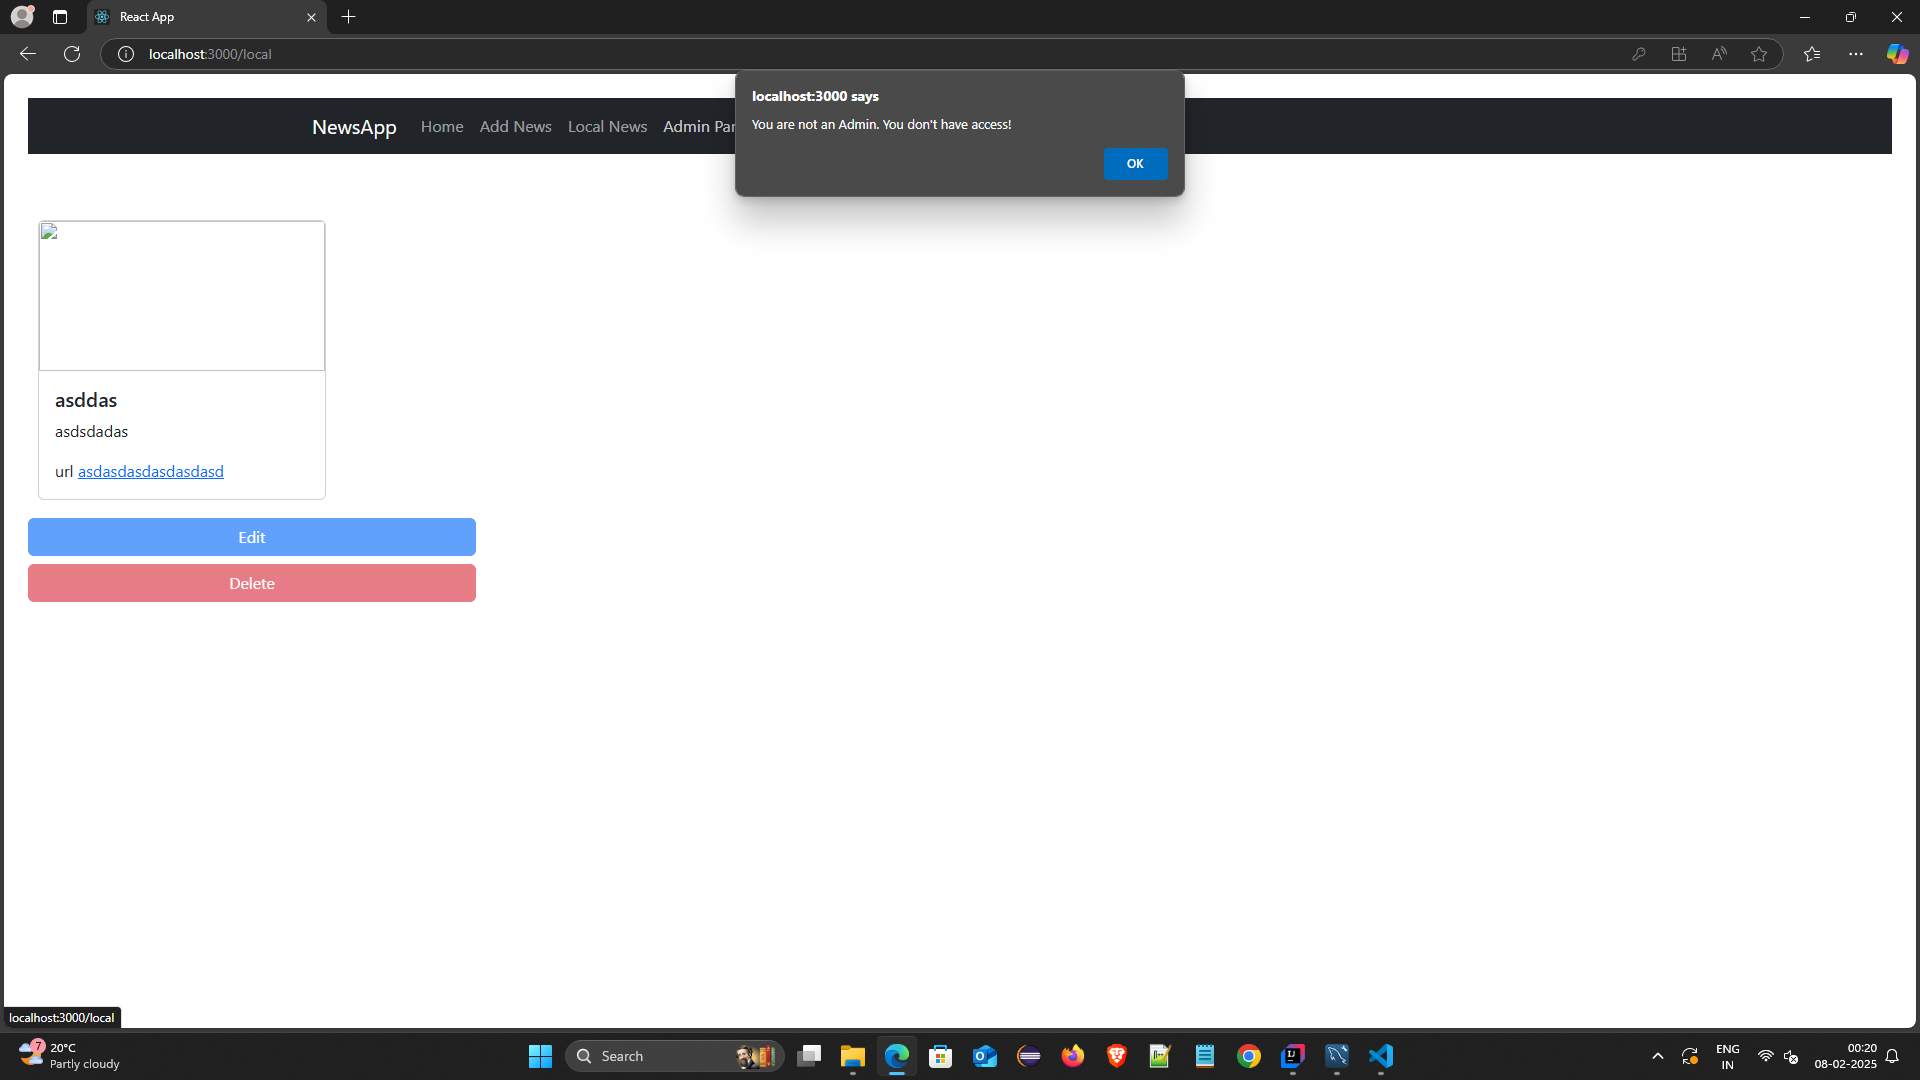 React App
localhost:3000/local
localhost:3000 says
You are not an Admin. You don't have access!
OK
NewsApp Home Add News Local News Admin Pan
asddas
asdsdadas
url asdasdasdasdasdasd
Edit
Delete
localhost:3000/local
7
20°C
Partly cloudy
Search
ENG
IN
00:20
08-02-2025